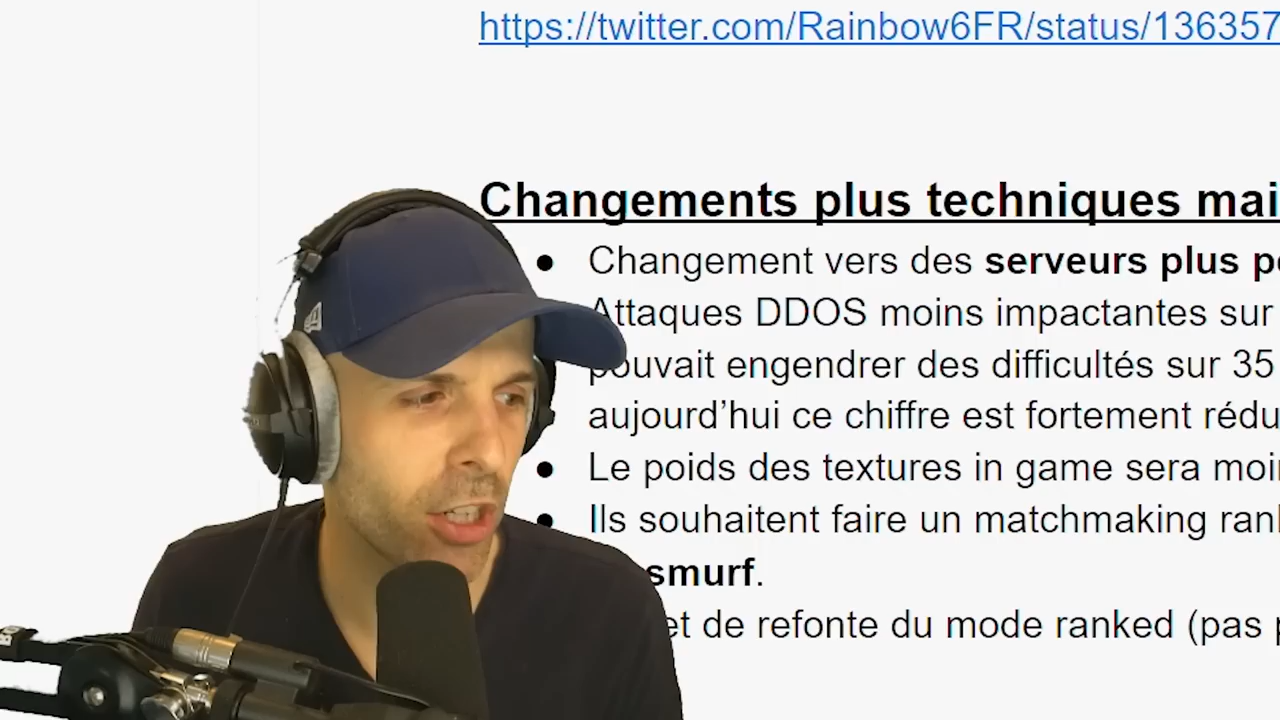 https://twitter.com/Rainbow6FR/status/136357
Changements plus techniques mai
● Changement vers des serveurs plus p
Attaques DDOS moins impactantes sur
pouvait engendrer des difficultés sur 35
aujourd’hui ce chiffre est fortement rédu
● Le poids des textures in game sera moi
● Ils souhaitent faire un matchmaking ran
smurf.
et de refonte du mode ranked (pas p